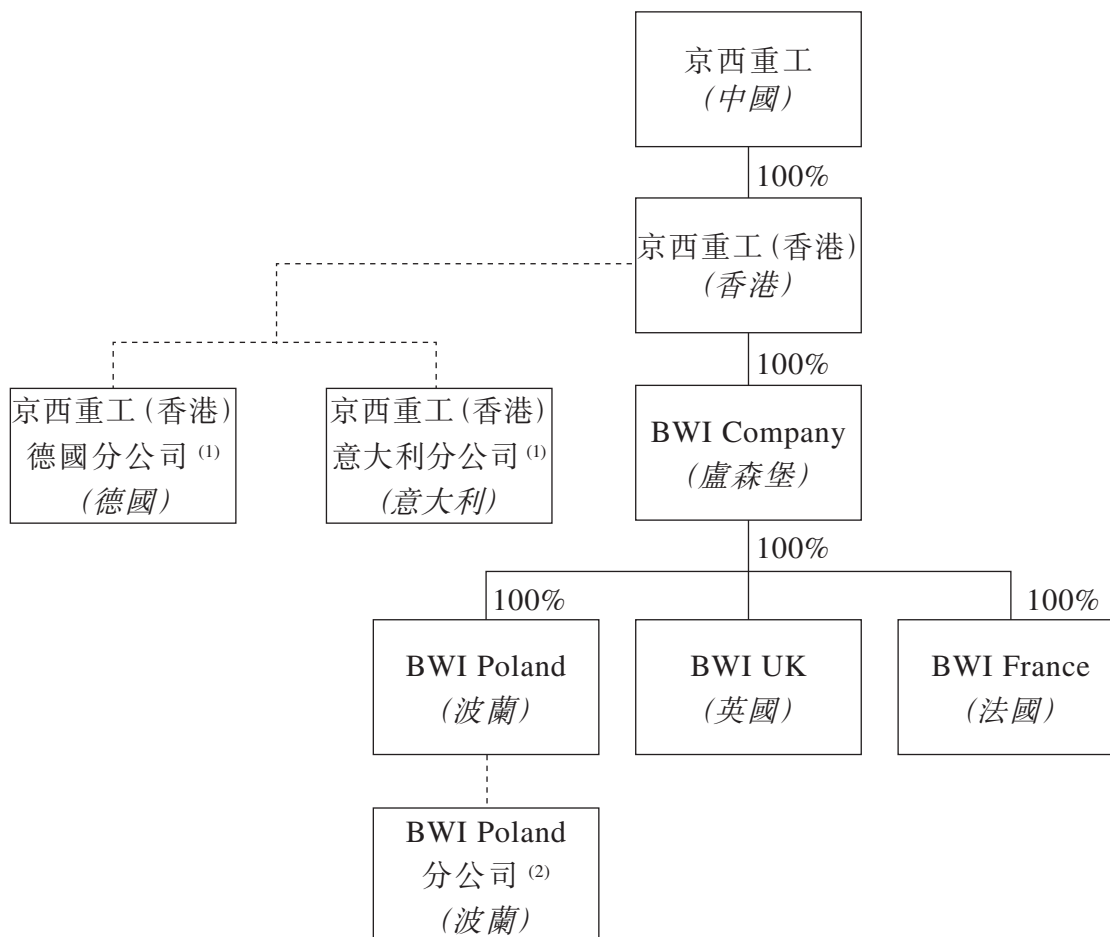 京西重工
(中國)
100%
京西重工(香港)
(香港)
100%
京西重工(香港)
德國分公司 (1)
(德國)
京西重工(香港)
意大利分公司 (1)
(意大利)
BWI Company
(盧森堡)
100%
100%
100%
BWI Poland
(波蘭)
BWI UK
(英國)
BWI France
(法國)
BWI Poland
分公司 (2)
(波蘭)